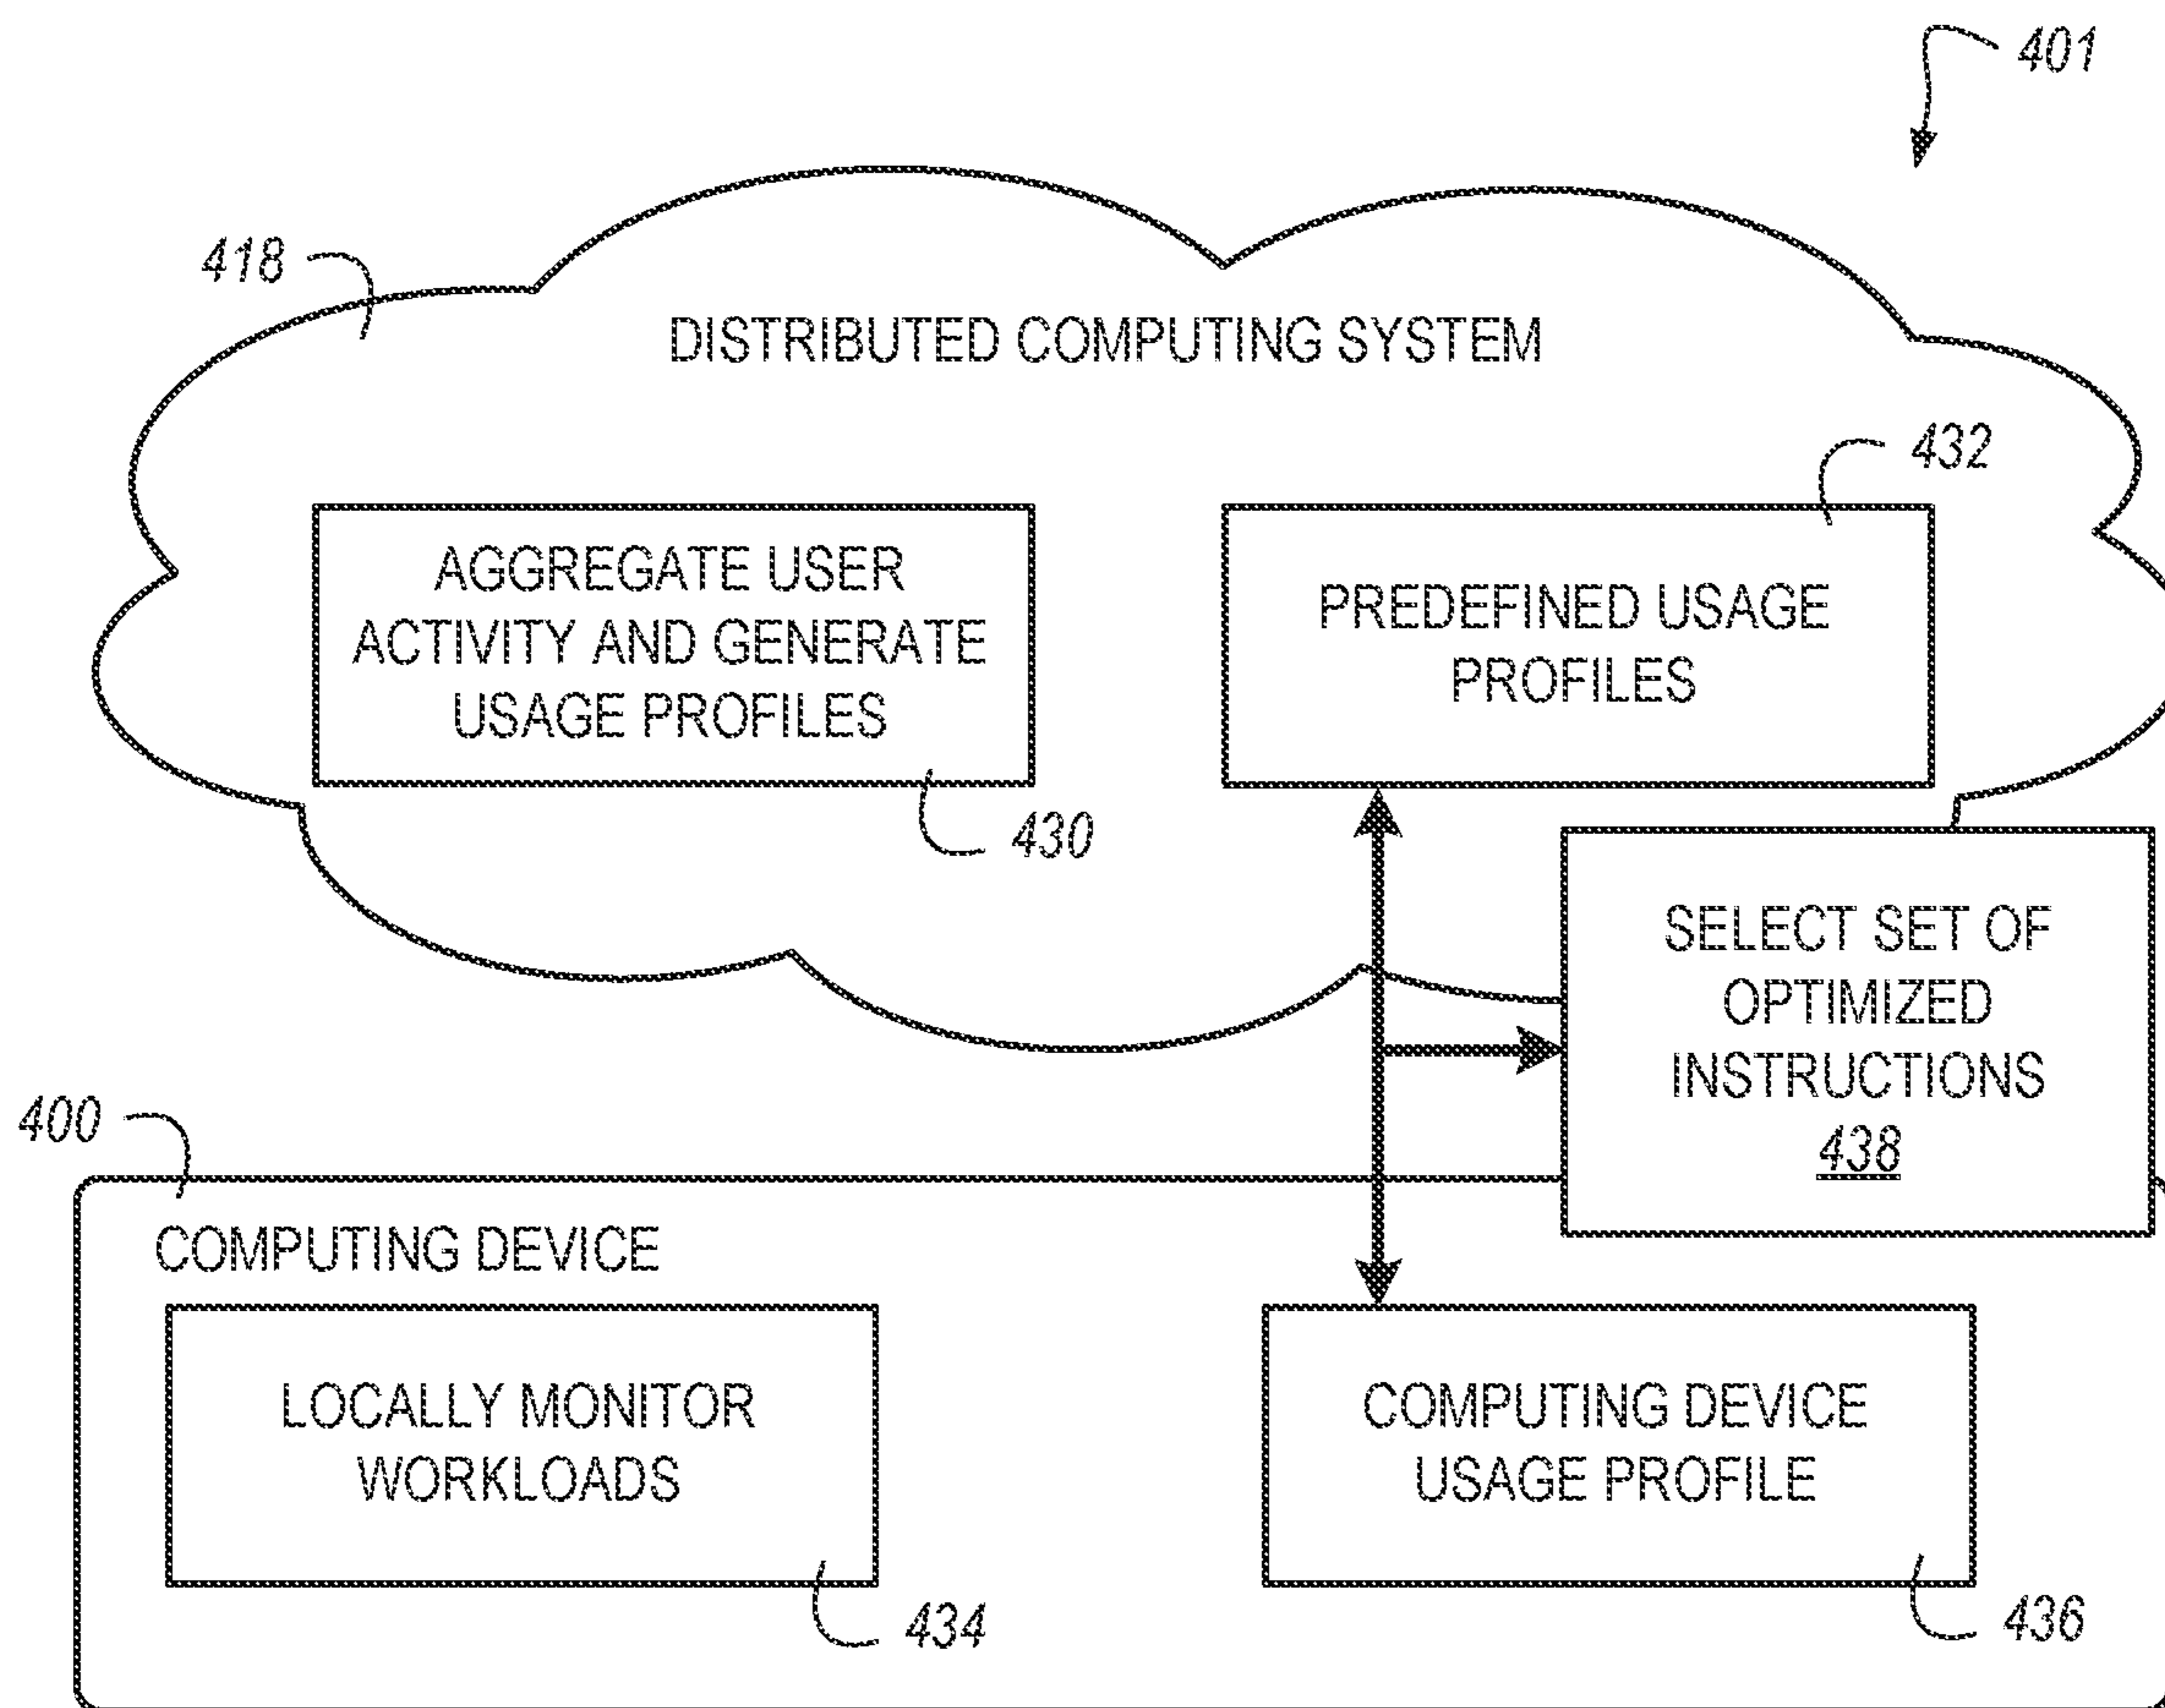 401
418
DISTRIBUTED COMPUTING SYSTEM
432
AGGREGATE USER
ACTIVITY AND GENERATE
USAGE PROFILES
PREDEFINED USAGE
PROFILES
430
SELECT SET OF
OPTIMIZED
INSTRUCTIONS
438
400
COMPUTING DEVICE
LOCALLY MONITOR
WORKLOADS
COMPUTING DEVICE
USAGE PROFILE
434
436